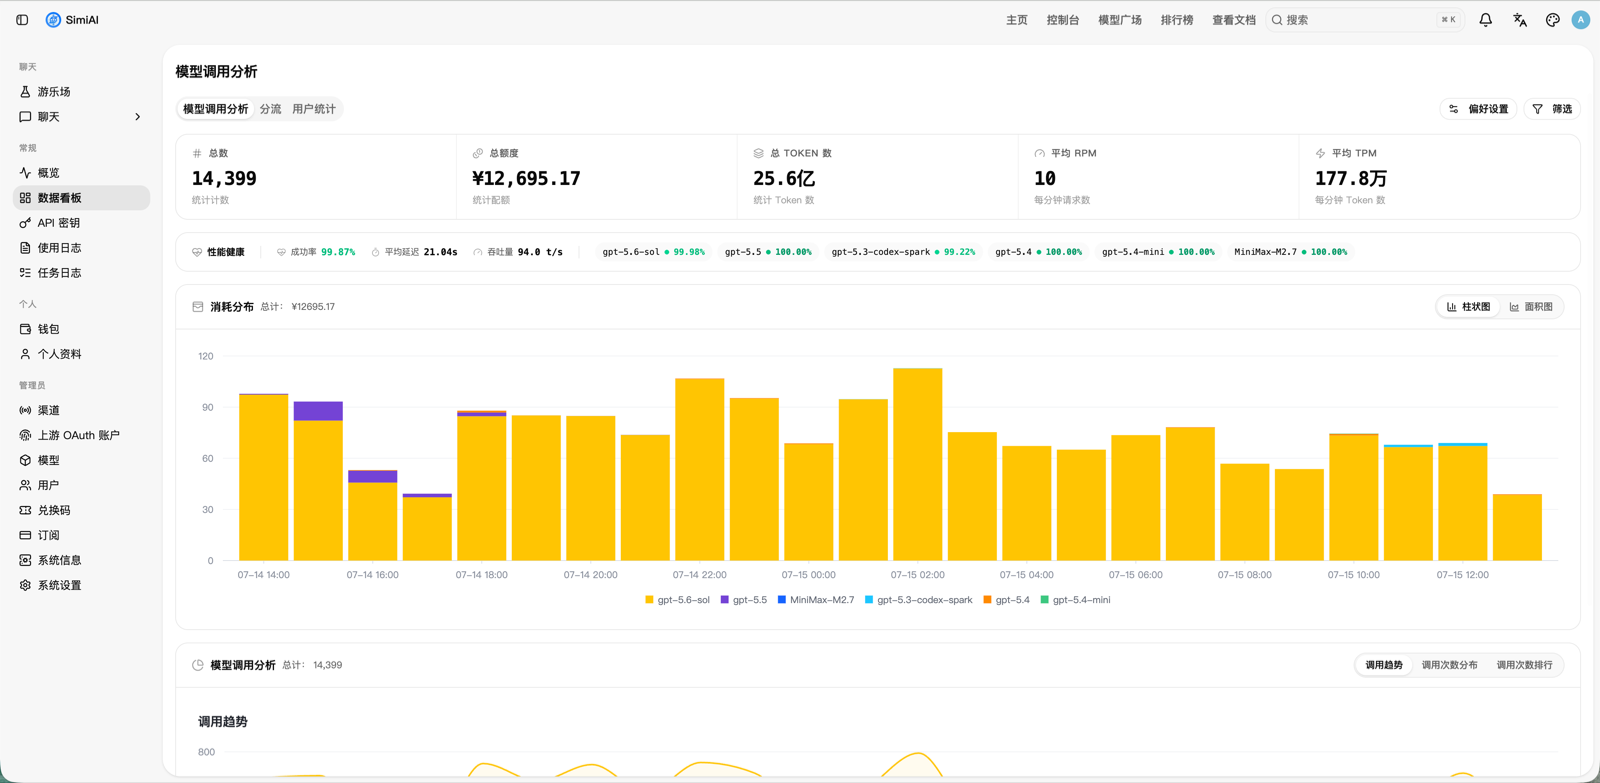 SimiAI
主页 控制台 模型广场 排行榜 查看文档 搜索 ⌘ K A
聊天
游乐场
聊天
常规
概览
数据看板
API 密钥
使用日志
任务日志
个人
钱包
个人资料
管理员
渠道
上游 OAuth 账户
模型
用户
兑换码
订阅
系统信息
系统设置
模型调用分析
模型调用分析 分流 用户统计 偏好设置 筛选
总数
14,399
统计计数
总额度
¥12,695.17
统计配额
总 TOKEN 数
25.6亿
统计 Token 数
平均 RPM
10
每分钟请求数
平均 TPM
177.8万
每分钟 Token 数
性能健康 成功率 99.87% 平均延迟 21.04s 吞吐量 94.0 t/s gpt-5.6-sol 99.98% gpt-5.5 100.00% gpt-5.3-codex-spark 99.22% gpt-5.4 100.00% gpt-5.4-mini 100.00% MiniMax-M2.7 100.00%
消耗分布 总计: ¥12695.17 柱状图 面积图
120
90
60
30
0
07-14 14:00 07-14 16:00 07-14 18:00 07-14 20:00 07-14 22:00 07-15 00:00 07-15 02:00 07-15 04:00 07-15 06:00 07-15 08:00 07-15 10:00 07-15 12:00
gpt-5.6-sol gpt-5.5 MiniMax-M2.7 gpt-5.3-codex-spark gpt-5.4 gpt-5.4-mini
模型调用分析 总计: 14,399 调用趋势 调用次数分布 调用次数排行
调用趋势
800